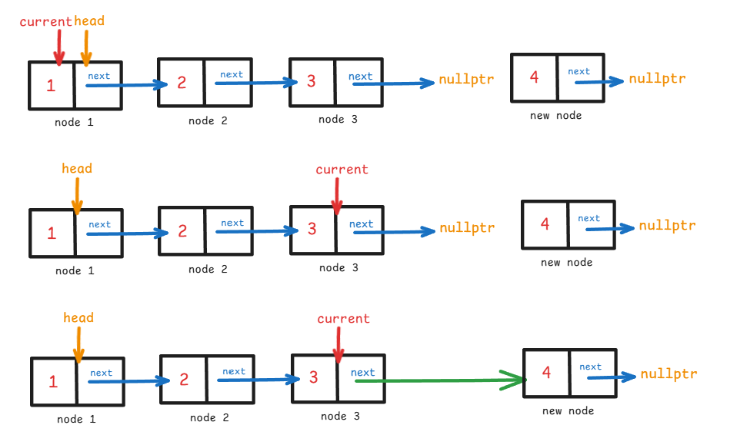 current head
1 next 2 next 3 next nullptr 4 next nullptr
node 1 node 2 node 3 new node
head current
1 next 2 next 3 next nullptr 4 next nullptr
node 1 node 2 node 3 new node
head current
1 next 2 next 3 next 4 next nullptr
node 1 node 2 node 3 new node